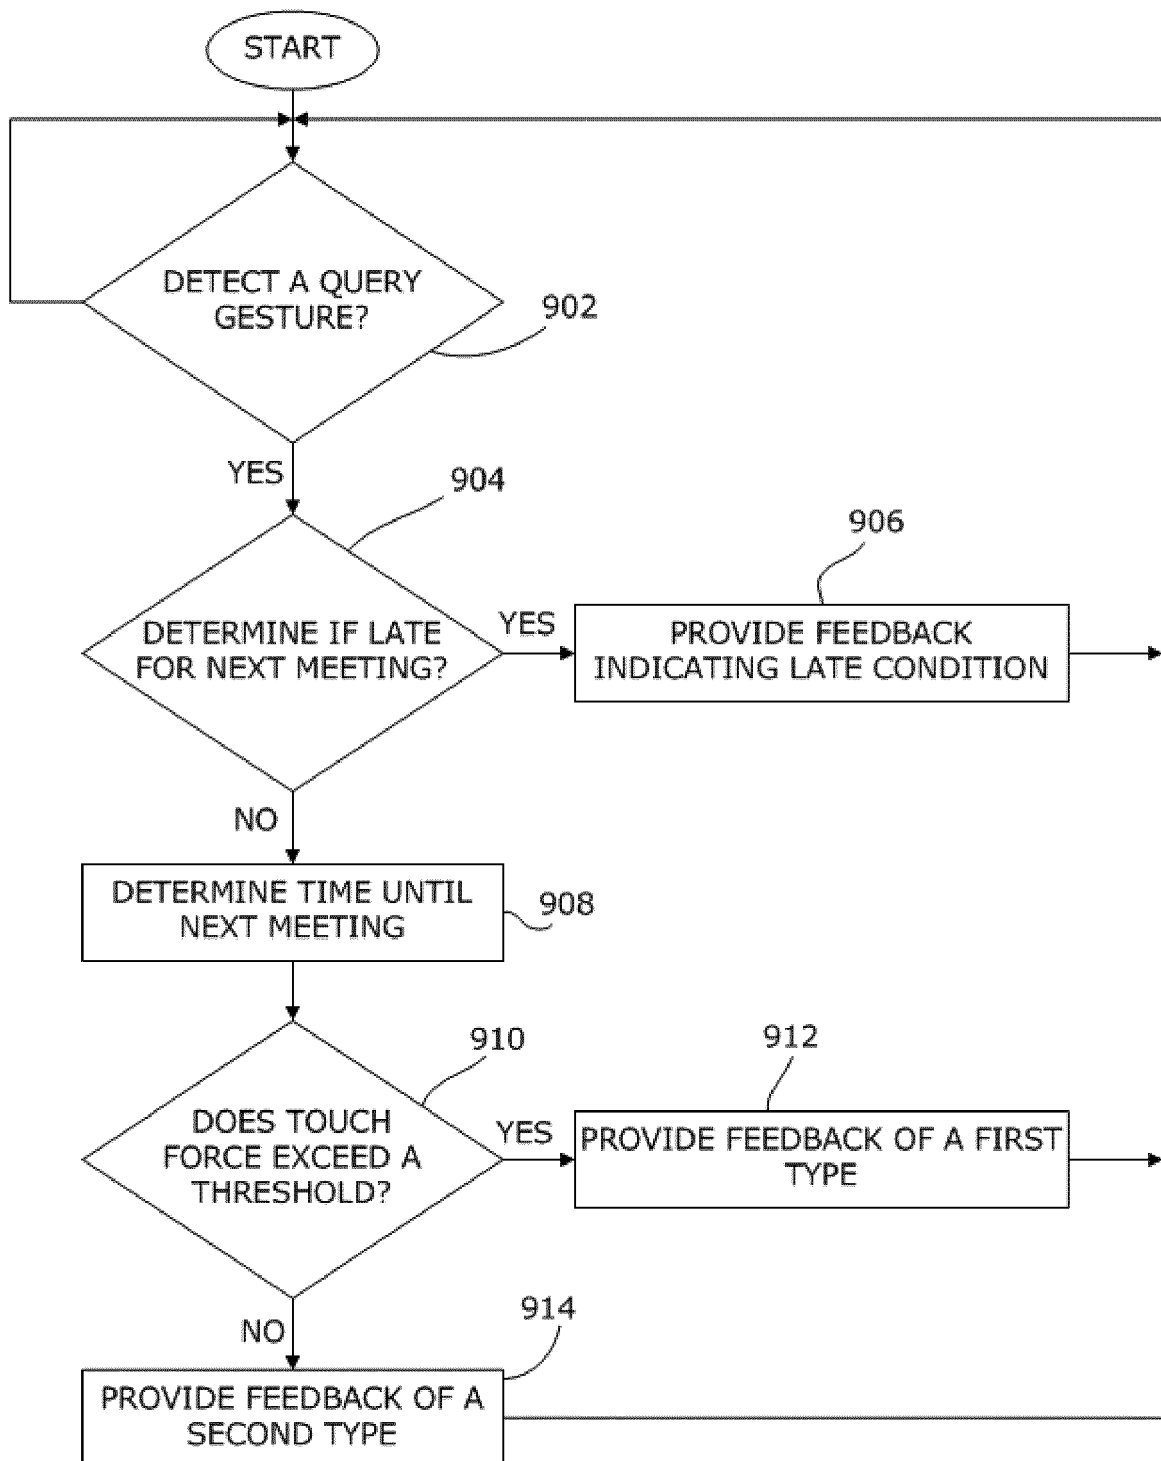 START
DETECT A QUERY
GESTURE?
902
YES
904
906
DETERMINE IF LATE
FOR NEXT MEETING?
YES
PROVIDE FEEDBACK
INDICATING LATE CONDITION
NO
DETERMINE TIME UNTIL
NEXT MEETING
908
910
912
DOES TOUCH
FORCE EXCEED A
THRESHOLD?
YES
PROVIDE FEEDBACK OF A FIRST
TYPE
NO
914
PROVIDE FEEDBACK OF A
SECOND TYPE